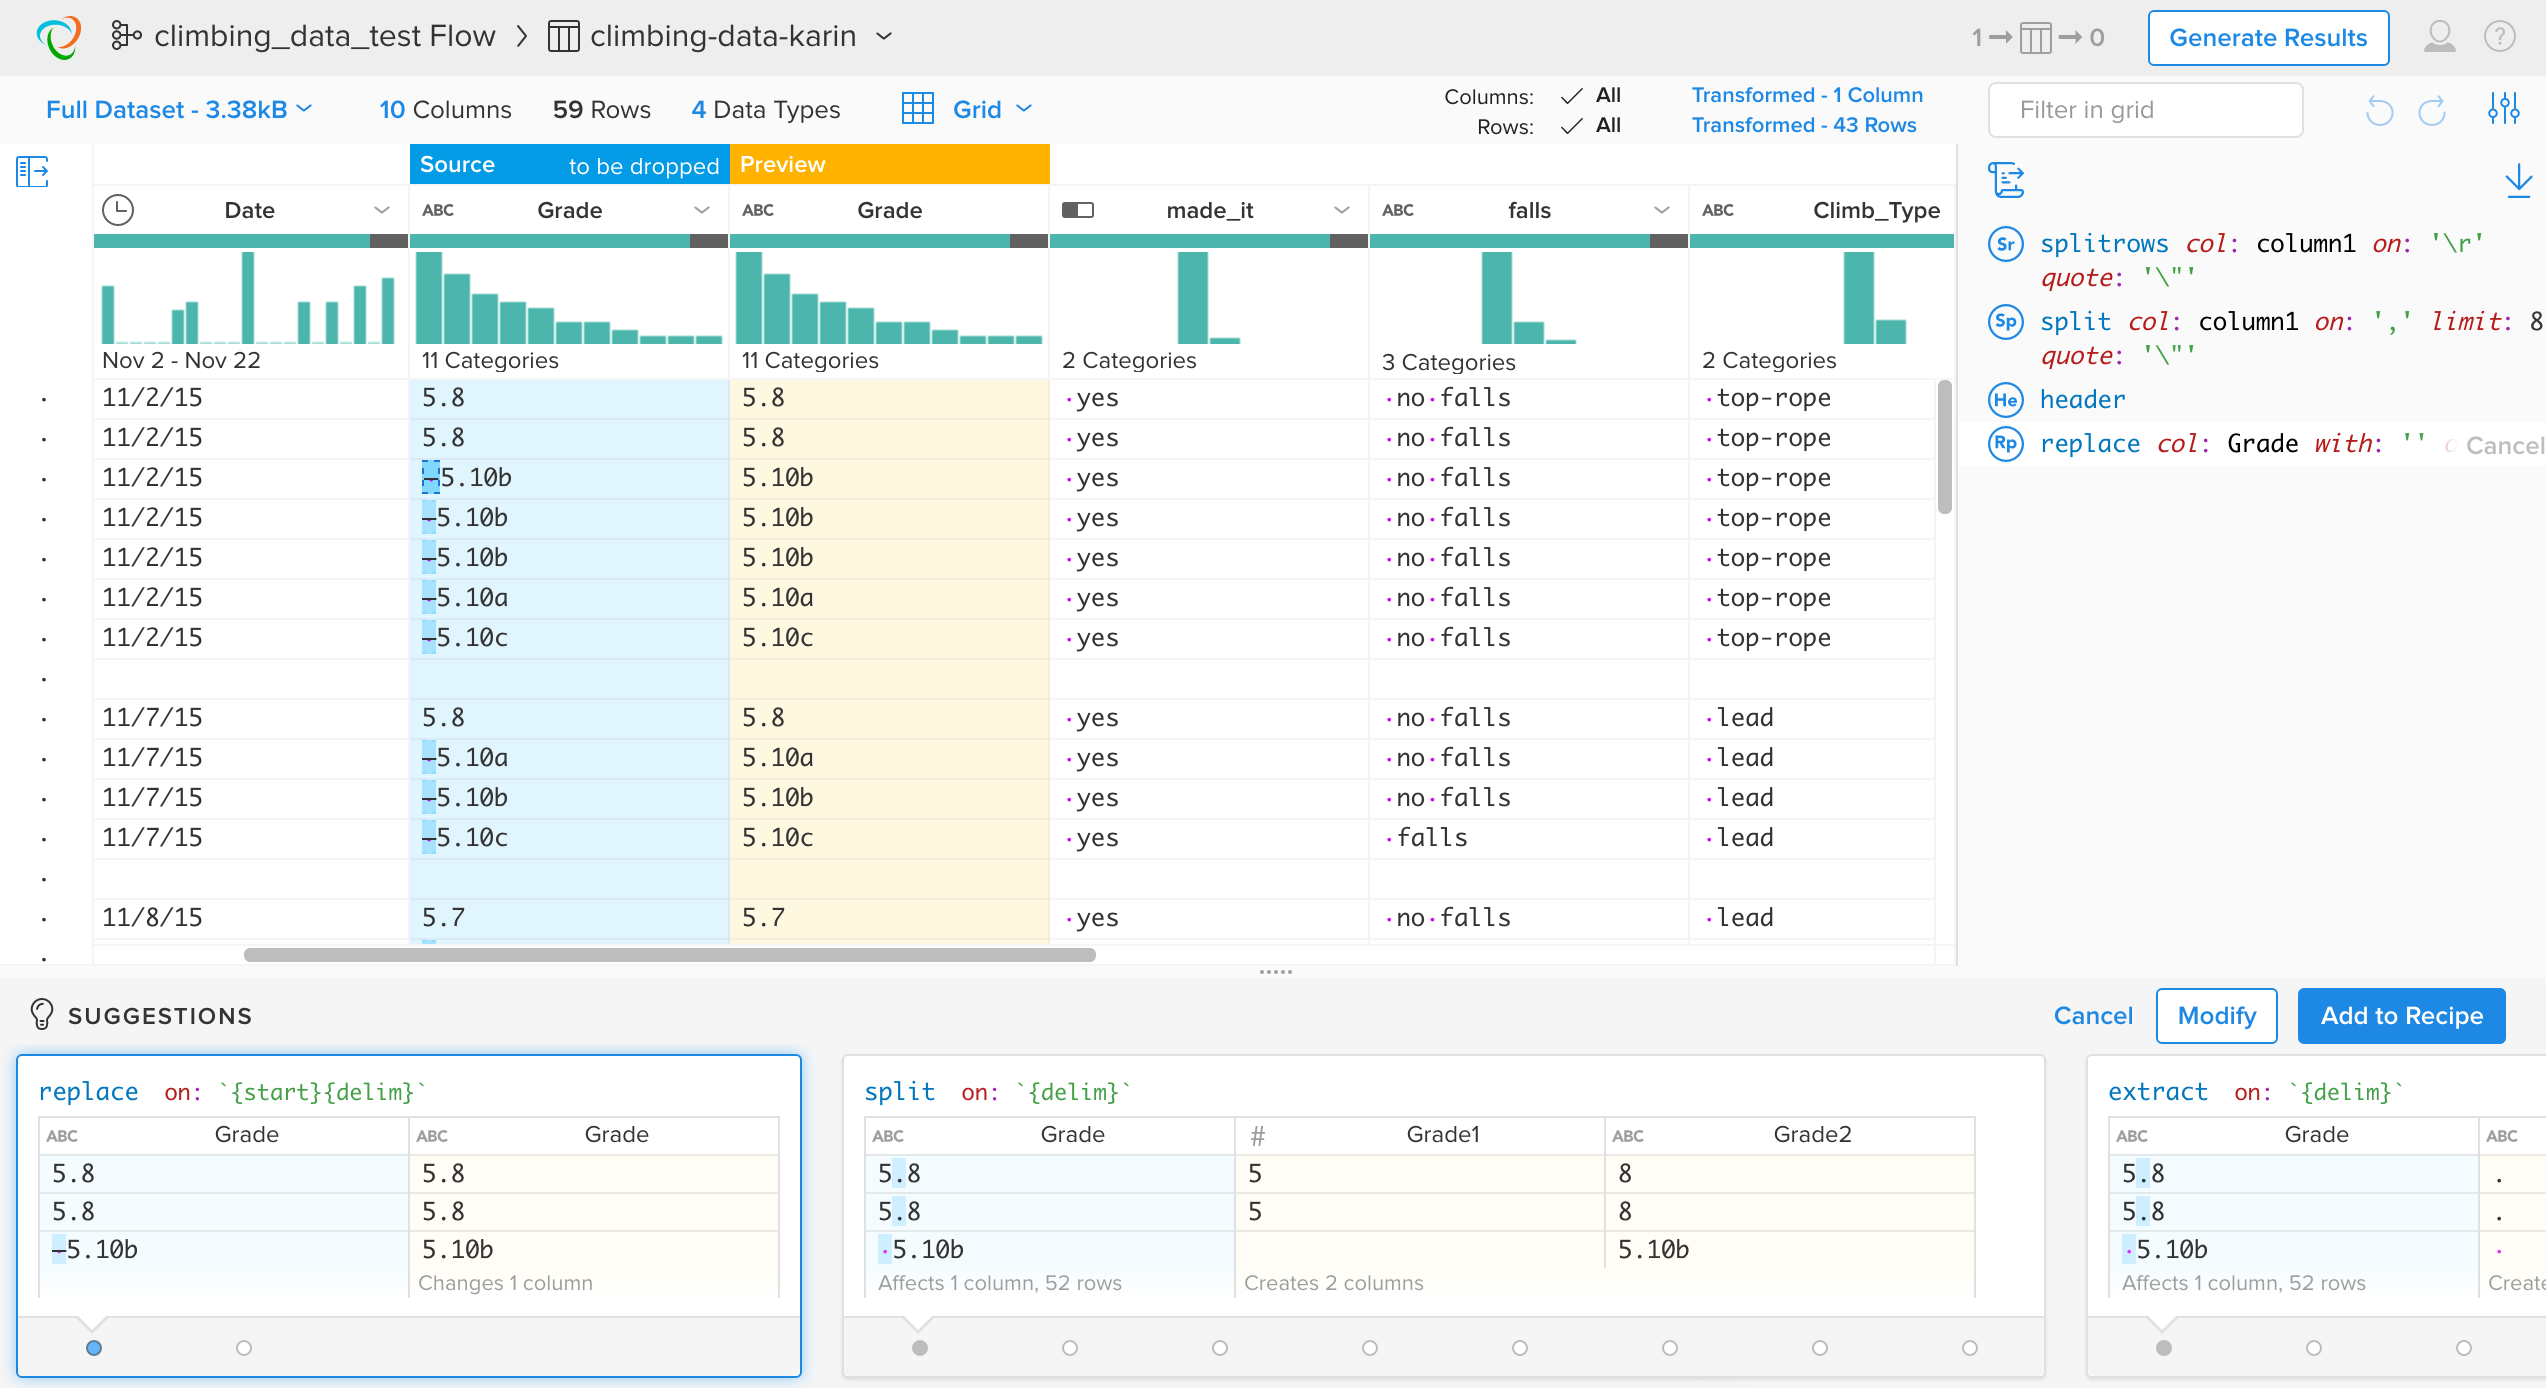 climbing_data_test Flow > climbing-data-karin
1 → → 0
Generate Results
?
Full Dataset - 3.38kB
10 Columns
59 Rows
4 Data Types
Grid
Columns: ✓ All
Transformed - 1 Column
Rows: ✓ All
Transformed - 43 Rows
Filter in grid
Source to be dropped
Preview
Date
ABC Grade
ABC Grade
made_it
ABC falls
ABC Climb_Type
Nov 2 - Nov 22
11 Categories
11 Categories
2 Categories
3 Categories
2 Categories
11/2/15 5.8 5.8 ·yes ·no·falls ·top-rope
11/2/15 5.8 5.8 ·yes ·no·falls ·top-rope
11/2/15 ·5.10b 5.10b ·yes ·no·falls ·top-rope
11/2/15 ·5.10b 5.10b ·yes ·no·falls ·top-rope
11/2/15 ·5.10b 5.10b ·yes ·no·falls ·top-rope
11/2/15 ·5.10a 5.10a ·yes ·no·falls ·top-rope
11/2/15 ·5.10c 5.10c ·yes ·no·falls ·top-rope
11/7/15 5.8 5.8 ·yes ·no·falls ·lead
11/7/15 ·5.10a 5.10a ·yes ·no·falls ·lead
11/7/15 ·5.10b 5.10b ·yes ·no·falls ·lead
11/7/15 ·5.10c 5.10c ·yes ·falls ·lead
11/8/15 5.7 5.7 ·yes ·no·falls ·lead
Sr splitrows col: column1 on: '\r'
quote: '\"'
Sp split col: column1 on: ',' limit: 8
quote: '\"'
He header
Rp replace col: Grade with: '' Cancel
SUGGESTIONS
Cancel
Modify
Add to Recipe
replace on: `{start}{delim}`
ABC Grade ABC Grade
5.8 5.8
5.8 5.8
·5.10b 5.10b
Changes 1 column
split on: `{delim}`
ABC Grade # Grade1 ABC Grade2
5.8 5 8
5.8 5 8
·5.10b 5.10b
Affects 1 column, 52 rows
Creates 2 columns
extract on: `{delim}`
ABC Grade ABC
5.8 .
5.8 .
·5.10b ·
Affects 1 column, 52 rows